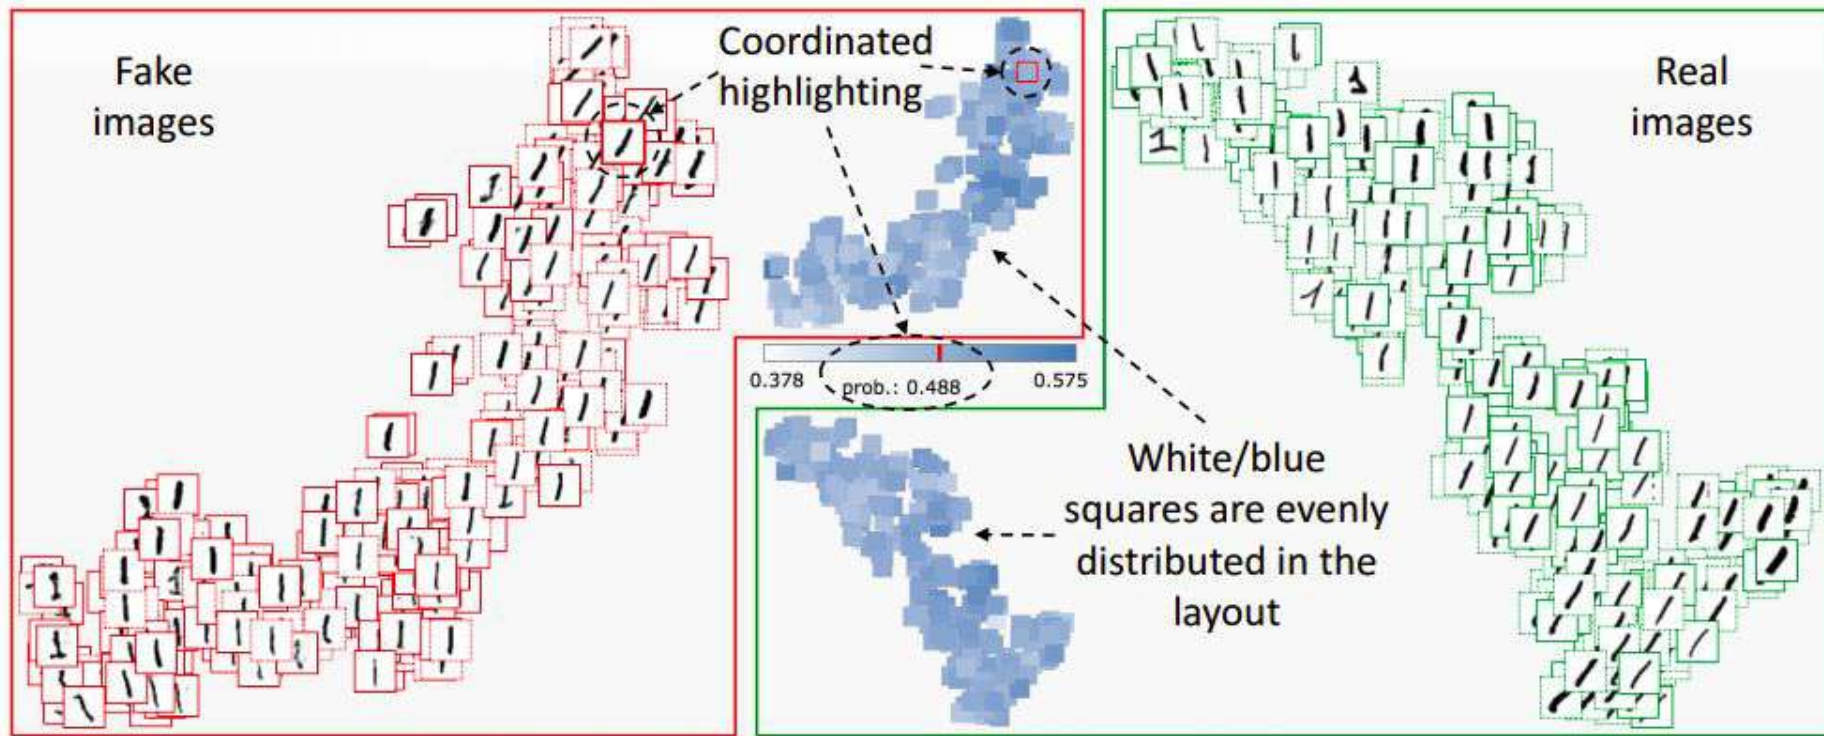 Fake
images
Coordinated
highlighting
Real
images
0.378
prob.: 0.488
0.575
White/blue
squares are evenly
distributed in the
layout